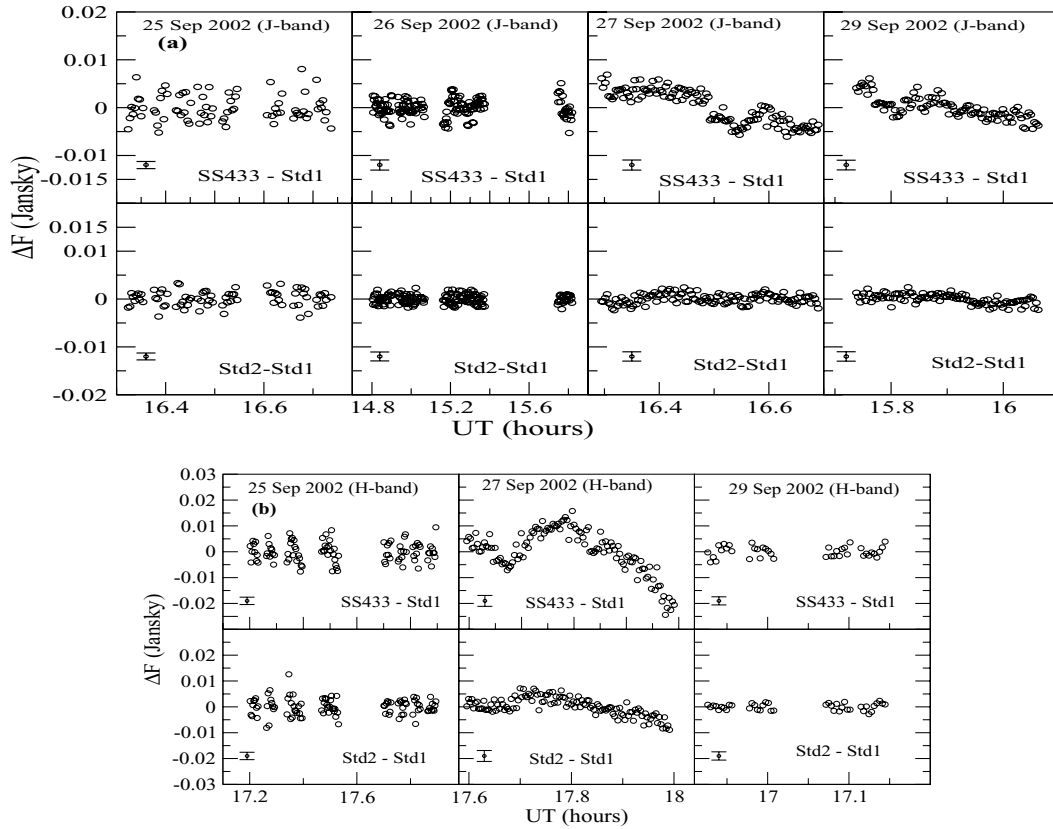 25 Sep 2002 (J-band) 26 Sep 2002 (J-band) 27 Sep 2002 (J-band) 29 Sep 2002 (J-band)
(a)
0.02
0.01
0
-0.01
-0.015
SS433 - Std1 SS433 - Std1 SS433 - Std1 SS433 - Std1
ΔF (Jansky)
0.015
0.01
0
-0.01
-0.02
Std2-Std1 Std2-Std1 Std2-Std1 Std2-Std1
16.4 16.6 14.8 15.2 15.6 16.4 16.6 15.8 16
UT (hours)
25 Sep 2002 (H-band) 27 Sep 2002 (H-band) 29 Sep 2002 (H-band)
(b)
0.03
0.02
0.01
0
-0.01
-0.02
SS433 - Std1 SS433 - Std1 SS433 - Std1
ΔF (Jansky)
0.02
0.01
0
-0.01
-0.02
-0.03
Std2 - Std1 Std2 - Std1 Std2 - Std1
17.2 17.6 17.6 17.8 18 17 17.1
UT (hours)